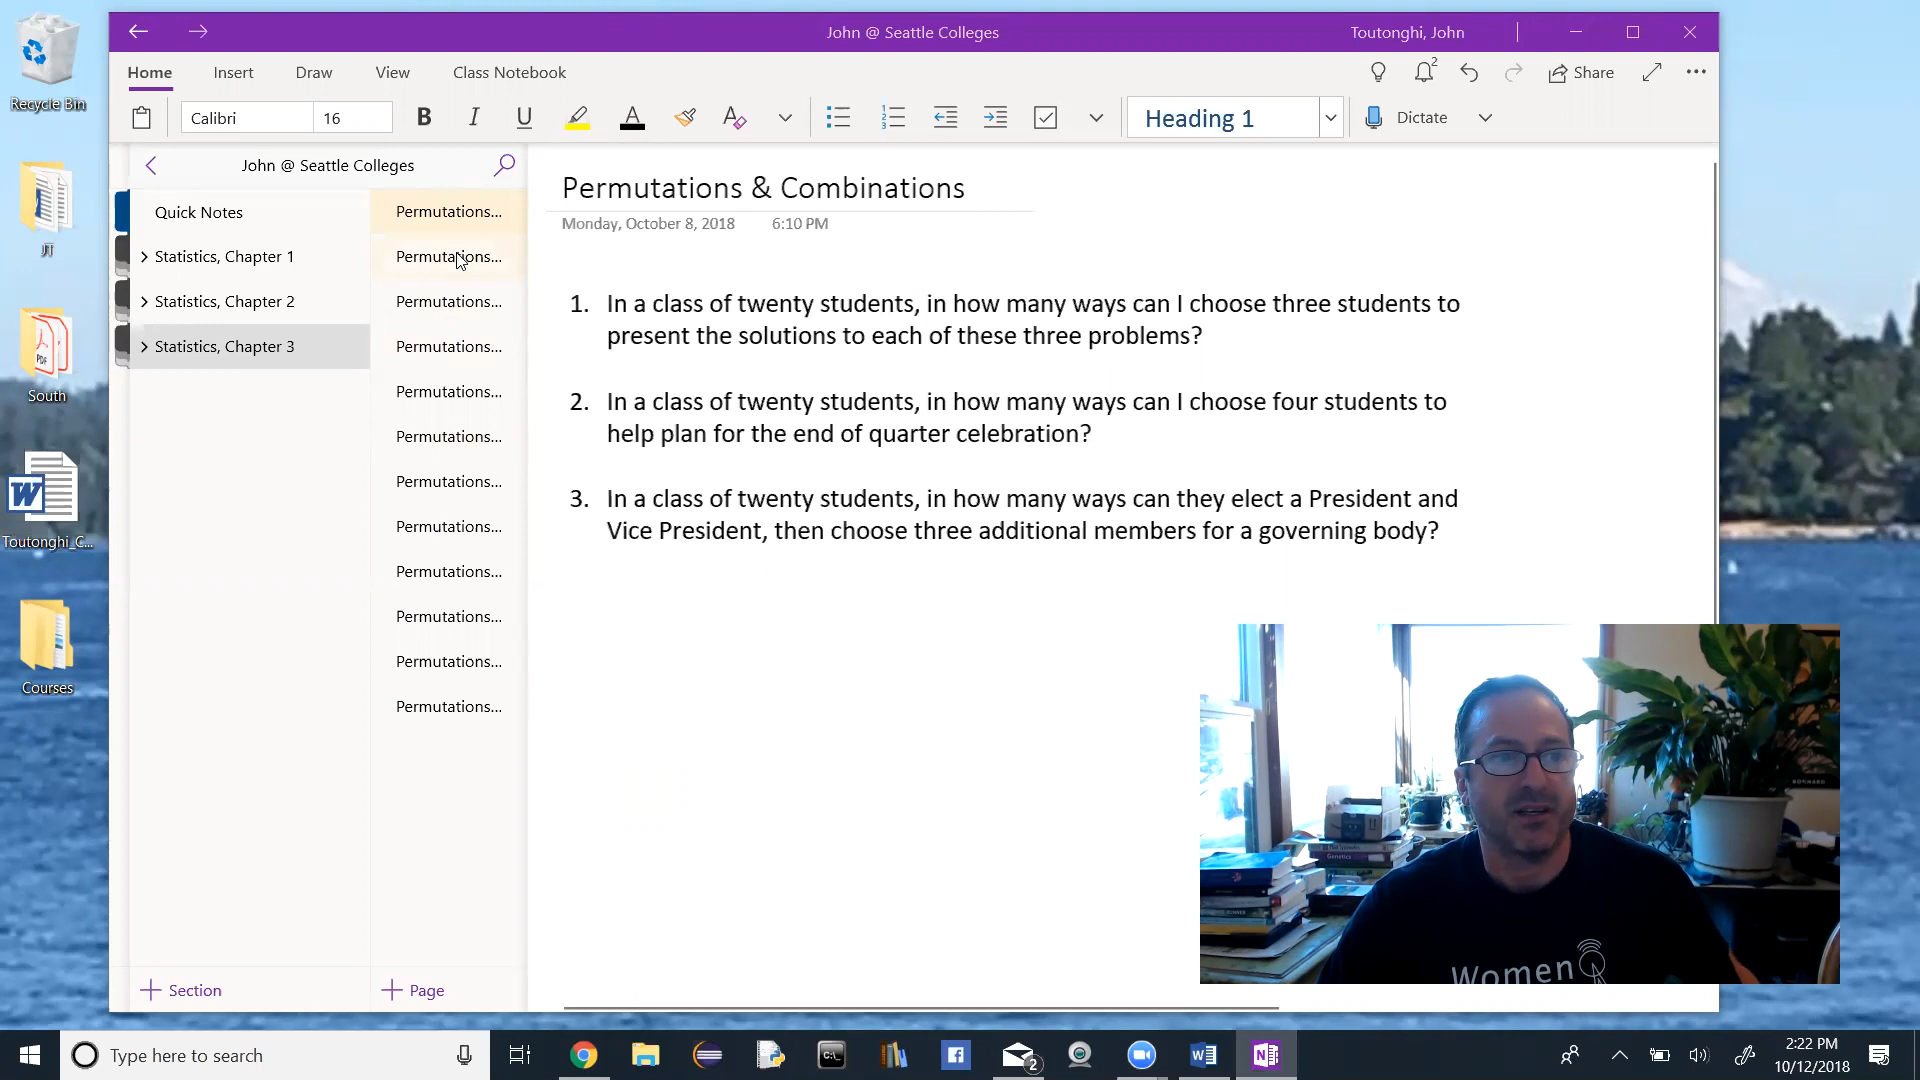 John @ Seattle Colleges
Toutonghi, John
Home
Insert
Draw
View
Class Notebook
2
Share
Calibri
16
B
I
U
A
A
Heading 1
Dictate
John @ Seattle Colleges
Quick Notes
Statistics, Chapter 1
Statistics, Chapter 2
Statistics, Chapter 3
Section
Permutations...
Permutations...
Permutations...
Permutations...
Permutations...
Permutations...
Permutations...
Permutations...
Permutations...
Permutations...
Permutations...
Permutations...
Page
Permutations & Combinations
Monday, October 8, 2018 6:10 PM
1. In a class of twenty students, in how many ways can I choose three students to
present the solutions to each of these three problems?
2. In a class of twenty students, in how many ways can I choose four students to
help plan for the end of quarter celebration?
3. In a class of twenty students, in how many ways can they elect a President and
Vice President, then choose three additional members for a governing body?
Genetics
Women
Recycle Bin
JT
PDF
South
W
Toutonghi_C...
Courses
Type here to search
2
W
N
2:22 PM
10/12/2018